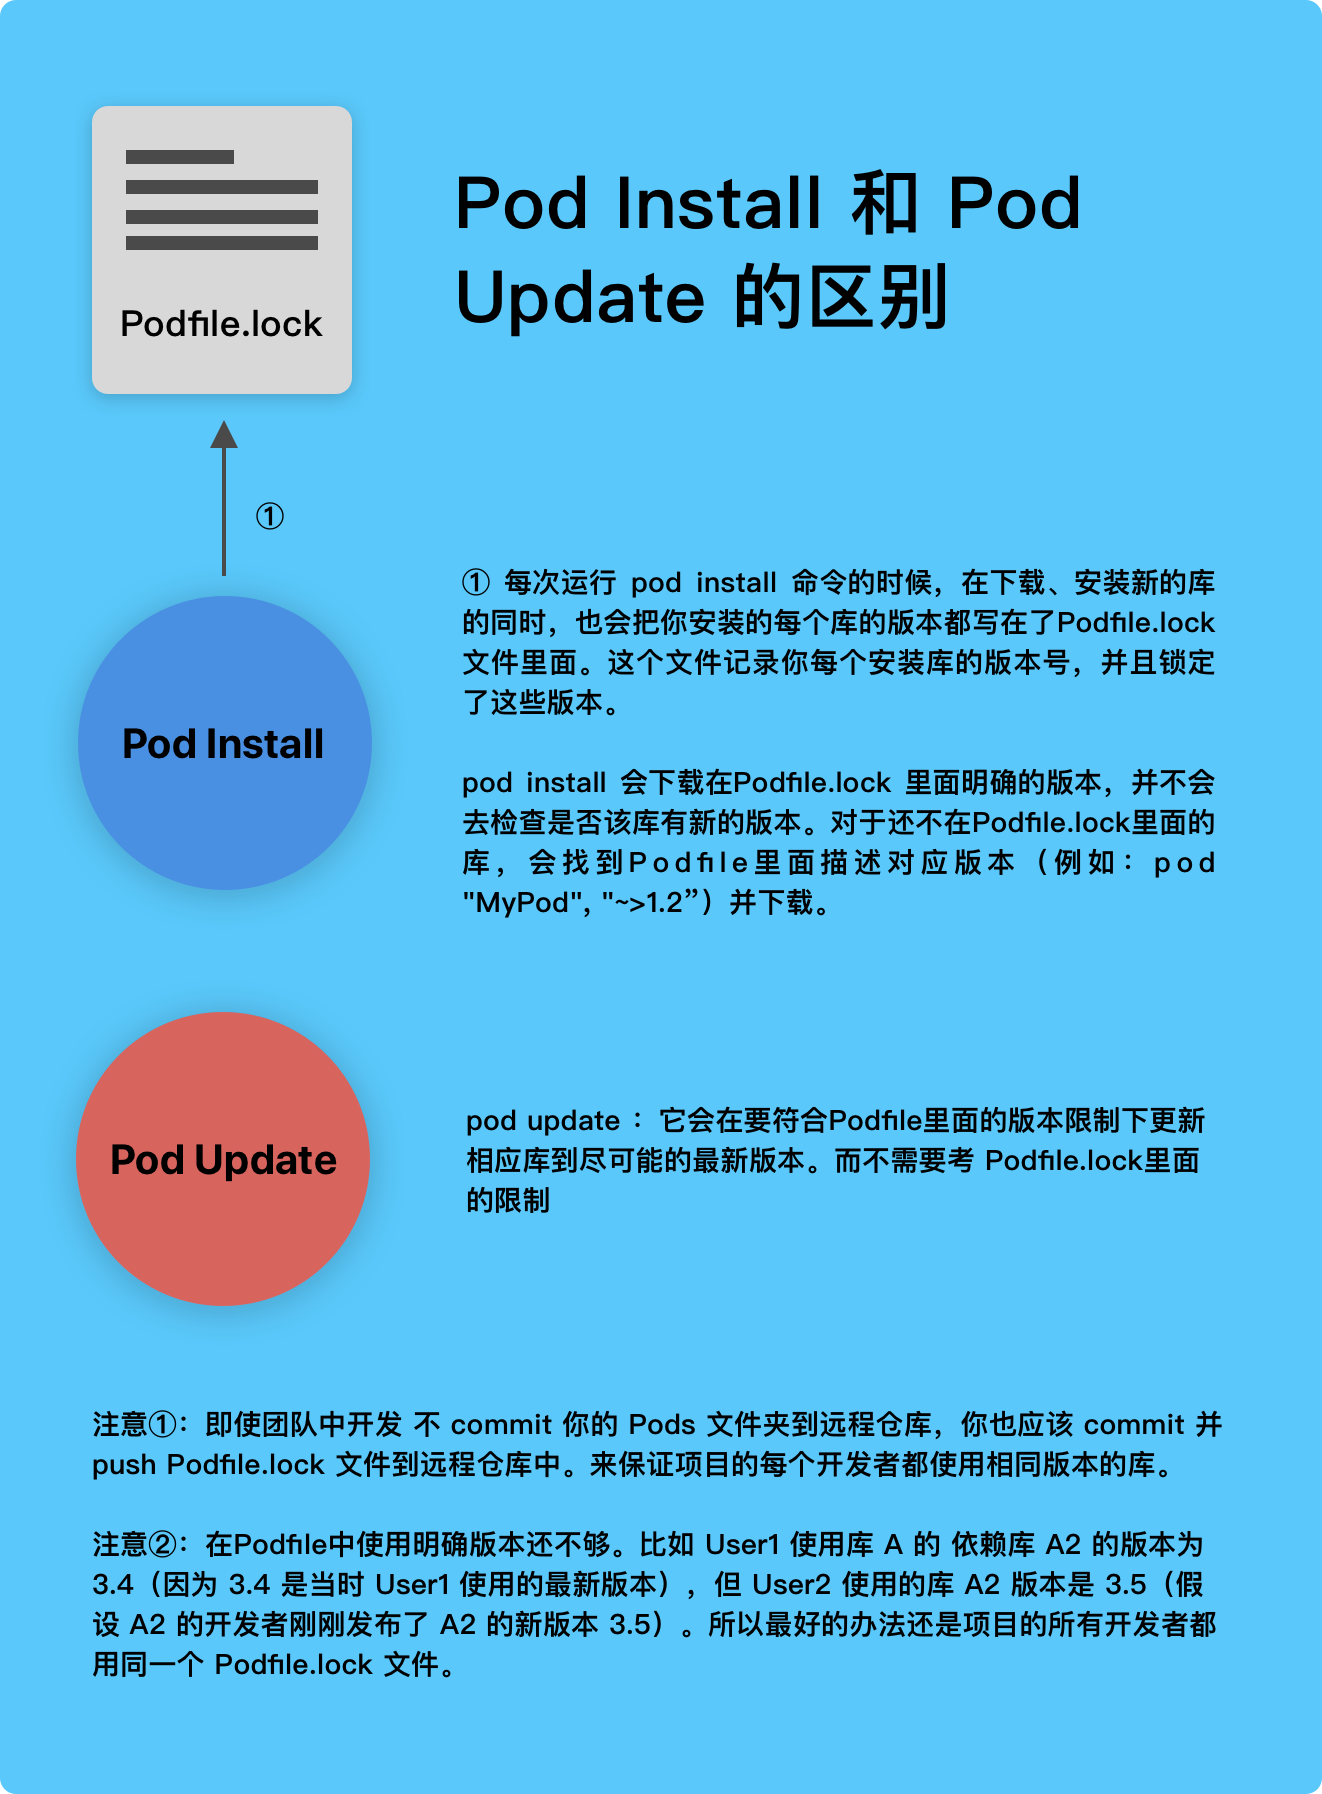 Podfile.lock
Pod Install 和 Pod
Update 的区别
①
Pod Install
① 每次运行 pod install 命令的时候，在下载、安装新的库
的同时，也会把你安装的每个库的版本都写在了Podfile.lock
文件里面。这个文件记录你每个安装库的版本号，并且锁定
了这些版本。
pod install 会下载在Podfile.lock 里面明确的版本，并不会
去检查是否该库有新的版本。对于还不在Podfile.lock里面的
库，会找到Podfile里面描述对应版本（例如：pod
"MyPod", "~>1.2”）并下载。
Pod Update
pod update ：它会在要符合Podfile里面的版本限制下更新
相应库到尽可能的最新版本。而不需要考 Podfile.lock里面
的限制
注意①：即使团队中开发 不 commit 你的 Pods 文件夹到远程仓库，你也应该 commit 并
push Podfile.lock 文件到远程仓库中。来保证项目的每个开发者都使用相同版本的库。
注意②：在Podfile中使用明确版本还不够。比如 User1 使用库 A 的 依赖库 A2 的版本为
3.4（因为 3.4 是当时 User1 使用的最新版本），但 User2 使用的库 A2 版本是 3.5（假
设 A2 的开发者刚刚发布了 A2 的新版本 3.5）。所以最好的办法还是项目的所有开发者都
用同一个 Podfile.lock 文件。